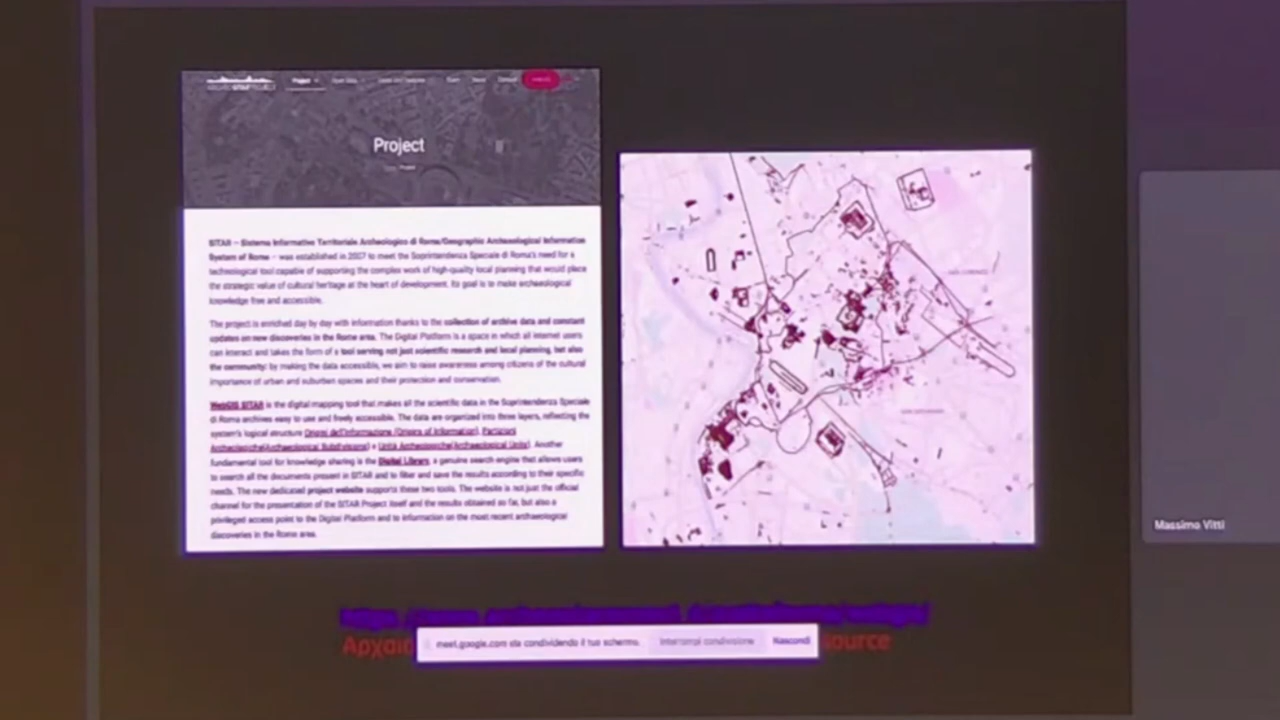 Project
Project
SITAR – Sistema Informativo Territoriale Archeologico di Roma/Geographic Archaeological Information
System of Rome – was established in 2007 to meet the Soprintendenza Speciale di Roma's need for a
technological tool capable of supporting the complex work of high-quality local planning that would place
the strategic value of cultural heritage at the heart of development. Its goal is to make archaeological
knowledge free and accessible.
The project is enriched day by day with information thanks to the collection of archive data and constant
updates on new discoveries in the Rome area. The Digital Platform is a space in which all internet users
can interact and takes the form of a tool serving not just scientific research and local planning, but also
the community: by making the data accessible, we aim to raise awareness among citizens of the cultural
importance of urban and suburban spaces and their protection and conservation.
WebGIS SITAR is the digital mapping tool that makes all the scientific data in the Soprintendenza Speciale
di Roma archives easy to use and freely accessible. The data are organized into three layers, reflecting the
system's logical structure Origini dell'Informazione (Origins of Information), Partizioni
Archeologiche(Archaeological Subdivisions) e Unità Archeologiche(Archaeological Units). Another
fundamental tool for knowledge sharing is the Digital Library, a genuine search engine that allows users
to search all the documents present in SITAR and to filter and save the results according to their specific
needs. The new dedicated project website supports these two tools. The website is not just the official
channel for the presentation of the SITAR Project itself and the results obtained so far, but also a
privileged access point to the Digital Platform and to information on the most recent archaeological
discoveries in the Rome area.
Massimo Vitti
meet.google.com sta condividendo il tuo schermo. Interrompi condivisione Nascondi